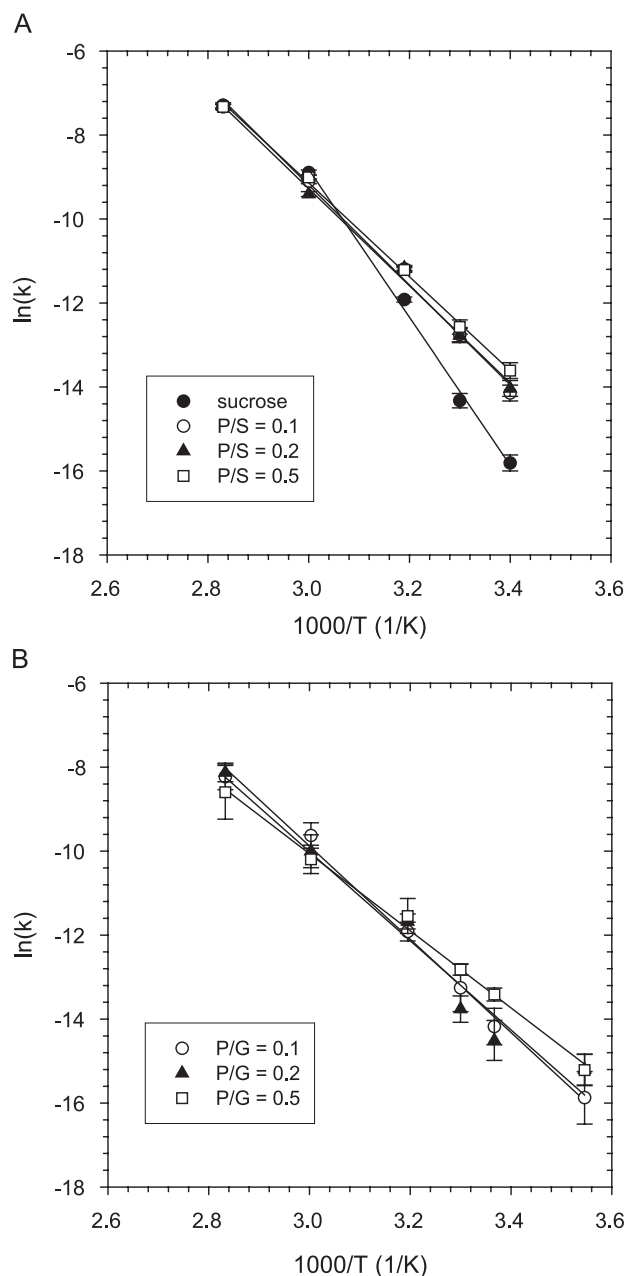 A
-6
-8
-10
-12
-14
-16
-18
ln(k)
sucrose
P/S = 0.1
P/S = 0.2
P/S = 0.5
2.6 2.8 3.0 3.2 3.4 3.6
1000/T (1/K)
B
-6
-8
-10
-12
-14
-16
-18
ln(k)
P/G = 0.1
P/G = 0.2
P/G = 0.5
2.6 2.8 3.0 3.2 3.4 3.6
1000/T (1/K)